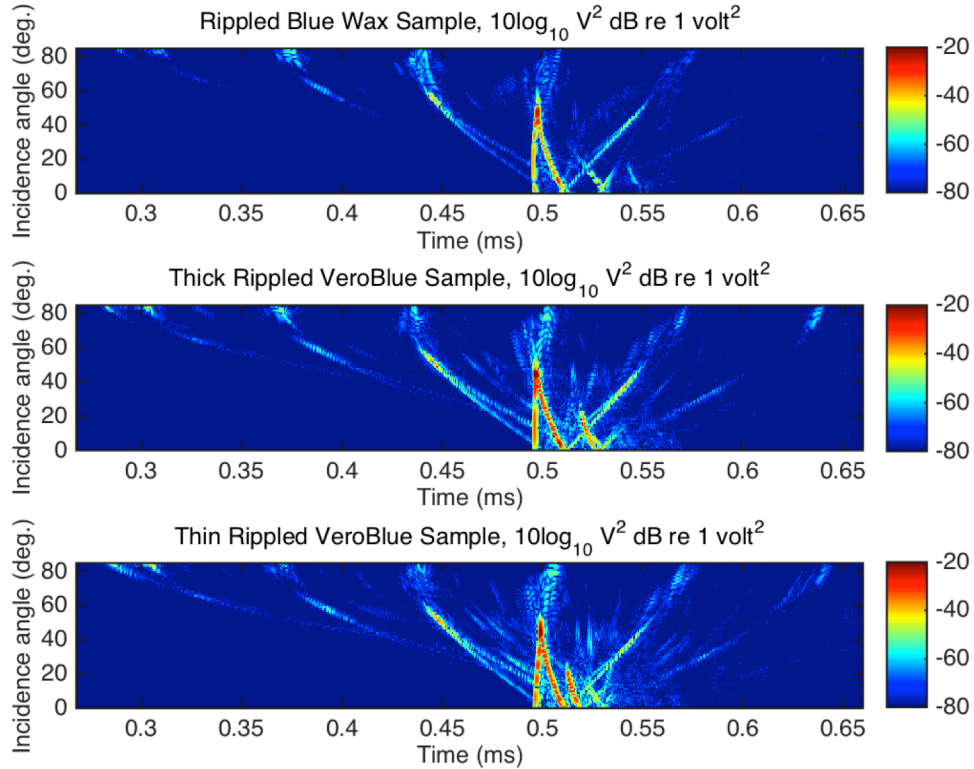 Rippled Blue Wax Sample, 10log10 V2 dB re 1 volt2
Incidence angle (deg.)
80
60
40
20
0
0.3 0.35 0.4 0.45 0.5 0.55 0.6 0.65
Time (ms)
-20
-40
-60
-80
Thick Rippled VeroBlue Sample, 10log10 V2 dB re 1 volt2
Incidence angle (deg.)
80
60
40
20
0
0.3 0.35 0.4 0.45 0.5 0.55 0.6 0.65
Time (ms)
-20
-40
-60
-80
Thin Rippled VeroBlue Sample, 10log10 V2 dB re 1 volt2
Incidence angle (deg.)
80
60
40
20
0
0.3 0.35 0.4 0.45 0.5 0.55 0.6 0.65
Time (ms)
-20
-40
-60
-80